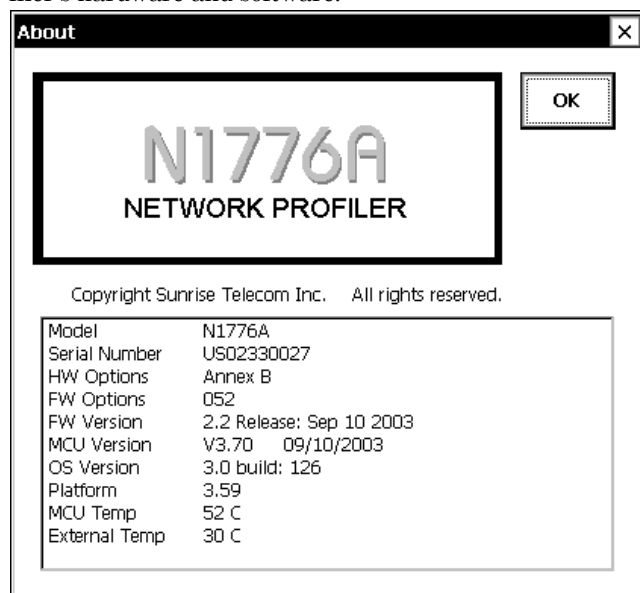 mer's hardware and software.
About
OK
N1776A
NETWORK PROFILER
Copyright Sunrise Telecom Inc. All rights reserved.
Model N1776A
Serial Number US02330027
HW Options Annex B
FW Options 052
FW Version 2.2 Release: Sep 10 2003
MCU Version V3.70 09/10/2003
OS Version 3.0 build: 126
Platform 3.59
MCU Temp 52 C
External Temp 30 C